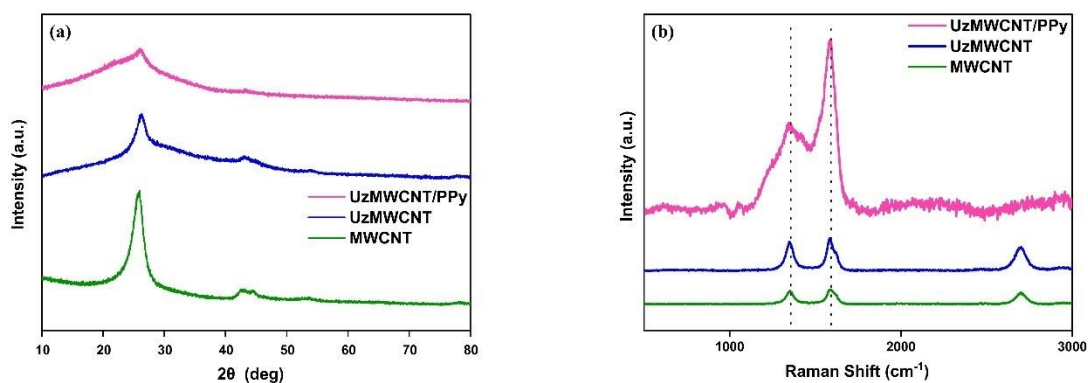 (a)
Intensity (a.u.)
UzMWCNT/PPy
UzMWCNT
MWCNT
10 20 30 40 50 60 70 80
2θ (deg)
(b)
Intensity (a.u.)
UzMWCNT/PPy
UzMWCNT
MWCNT
1000 2000 3000
Raman Shift (cm⁻¹)